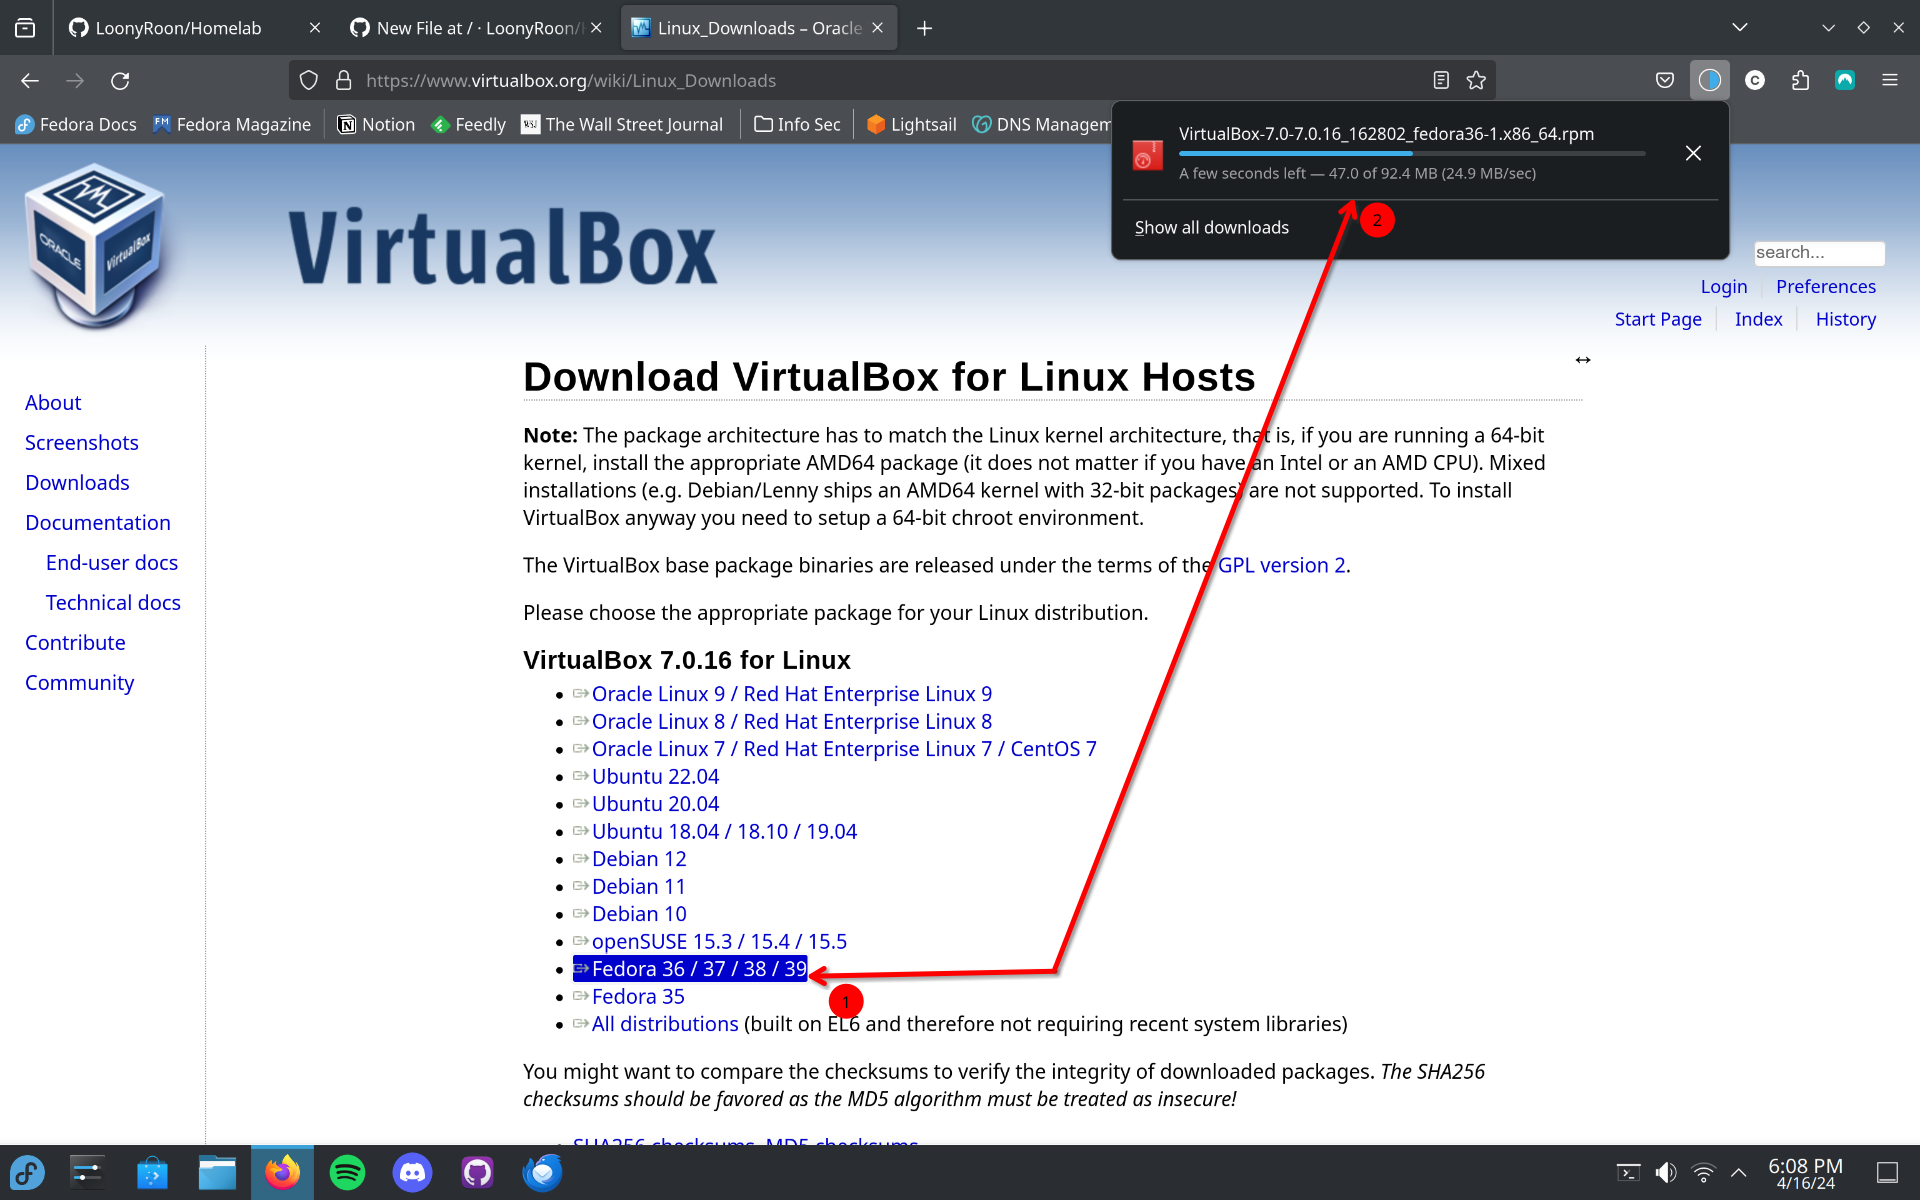 LoonyRoon/Homelab
New File at / · LoonyRoon/H
Linux_Downloads – Oracle
https://www.virtualbox.org/wiki/Linux_Downloads
Fedora Docs
FM Fedora Magazine
Notion
Feedly
WSJ The Wall Street Journal
Info Sec
Lightsail
DNS Managem
VirtualBox-7.0-7.0.16_162802_fedora36-1.x86_64.rpm
A few seconds left — 47.0 of 92.4 MB (24.9 MB/sec)
2
Show all downloads
ORACLE
VirtualBox
VirtualBox
search...
Login
Preferences
Start Page
Index
History
About
Screenshots
Downloads
Documentation
End-user docs
Technical docs
Contribute
Community
Download VirtualBox for Linux Hosts
Note: The package architecture has to match the Linux kernel architecture, that is, if you are running a 64-bit
kernel, install the appropriate AMD64 package (it does not matter if you have an Intel or an AMD CPU). Mixed
installations (e.g. Debian/Lenny ships an AMD64 kernel with 32-bit packages) are not supported. To install
VirtualBox anyway you need to setup a 64-bit chroot environment.
The VirtualBox base package binaries are released under the terms of the GPL version 2.
Please choose the appropriate package for your Linux distribution.
VirtualBox 7.0.16 for Linux
Oracle Linux 9 / Red Hat Enterprise Linux 9
Oracle Linux 8 / Red Hat Enterprise Linux 8
Oracle Linux 7 / Red Hat Enterprise Linux 7 / CentOS 7
Ubuntu 22.04
Ubuntu 20.04
Ubuntu 18.04 / 18.10 / 19.04
Debian 12
Debian 11
Debian 10
openSUSE 15.3 / 15.4 / 15.5
Fedora 36 / 37 / 38 / 39
1
Fedora 35
All distributions (built on EL6 and therefore not requiring recent system libraries)
You might want to compare the checksums to verify the integrity of downloaded packages. The SHA256
checksums should be favored as the MD5 algorithm must be treated as insecure!
SHA256 checksums, MD5 checksums
6:08 PM
4/16/24